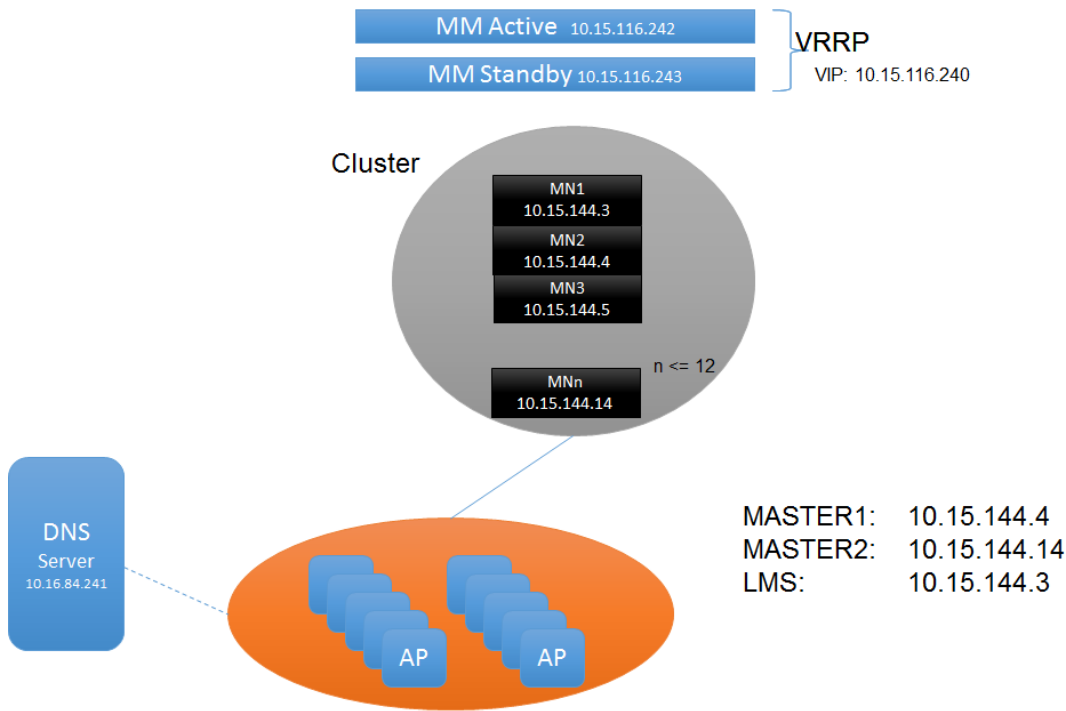 MM Active 10.15.116.242
MM Standby 10.15.116.243
VRRP
VIP: 10.15.116.240
Cluster
MN1
10.15.144.3
MN2
10.15.144.4
MN3
10.15.144.5
n <= 12
MNn
10.15.144.14
DNS
Server
10.16.84.241
MASTER1: 10.15.144.4
MASTER2: 10.15.144.14
LMS: 10.15.144.3
AP
AP